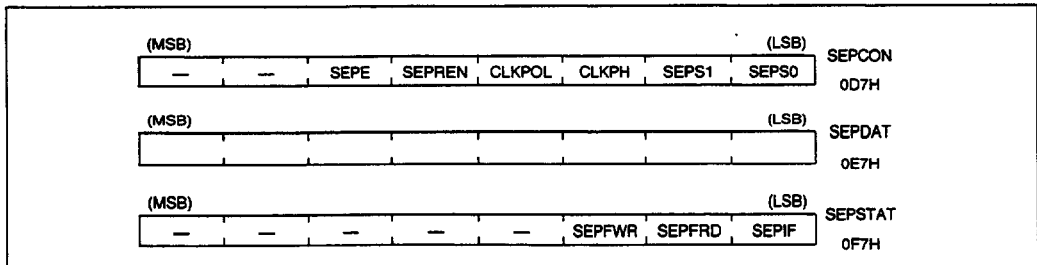 (MSB) (LSB)
— — SEPE SEPREN CLKPOL CLKPH SEPS1 SEPS0 SEPCON
0D7H
(MSB) (LSB)
SEPDAT
0E7H
(MSB) (LSB)
— — — — — SEPFWR SEPFRD SEPIF SEPSTAT
0F7H